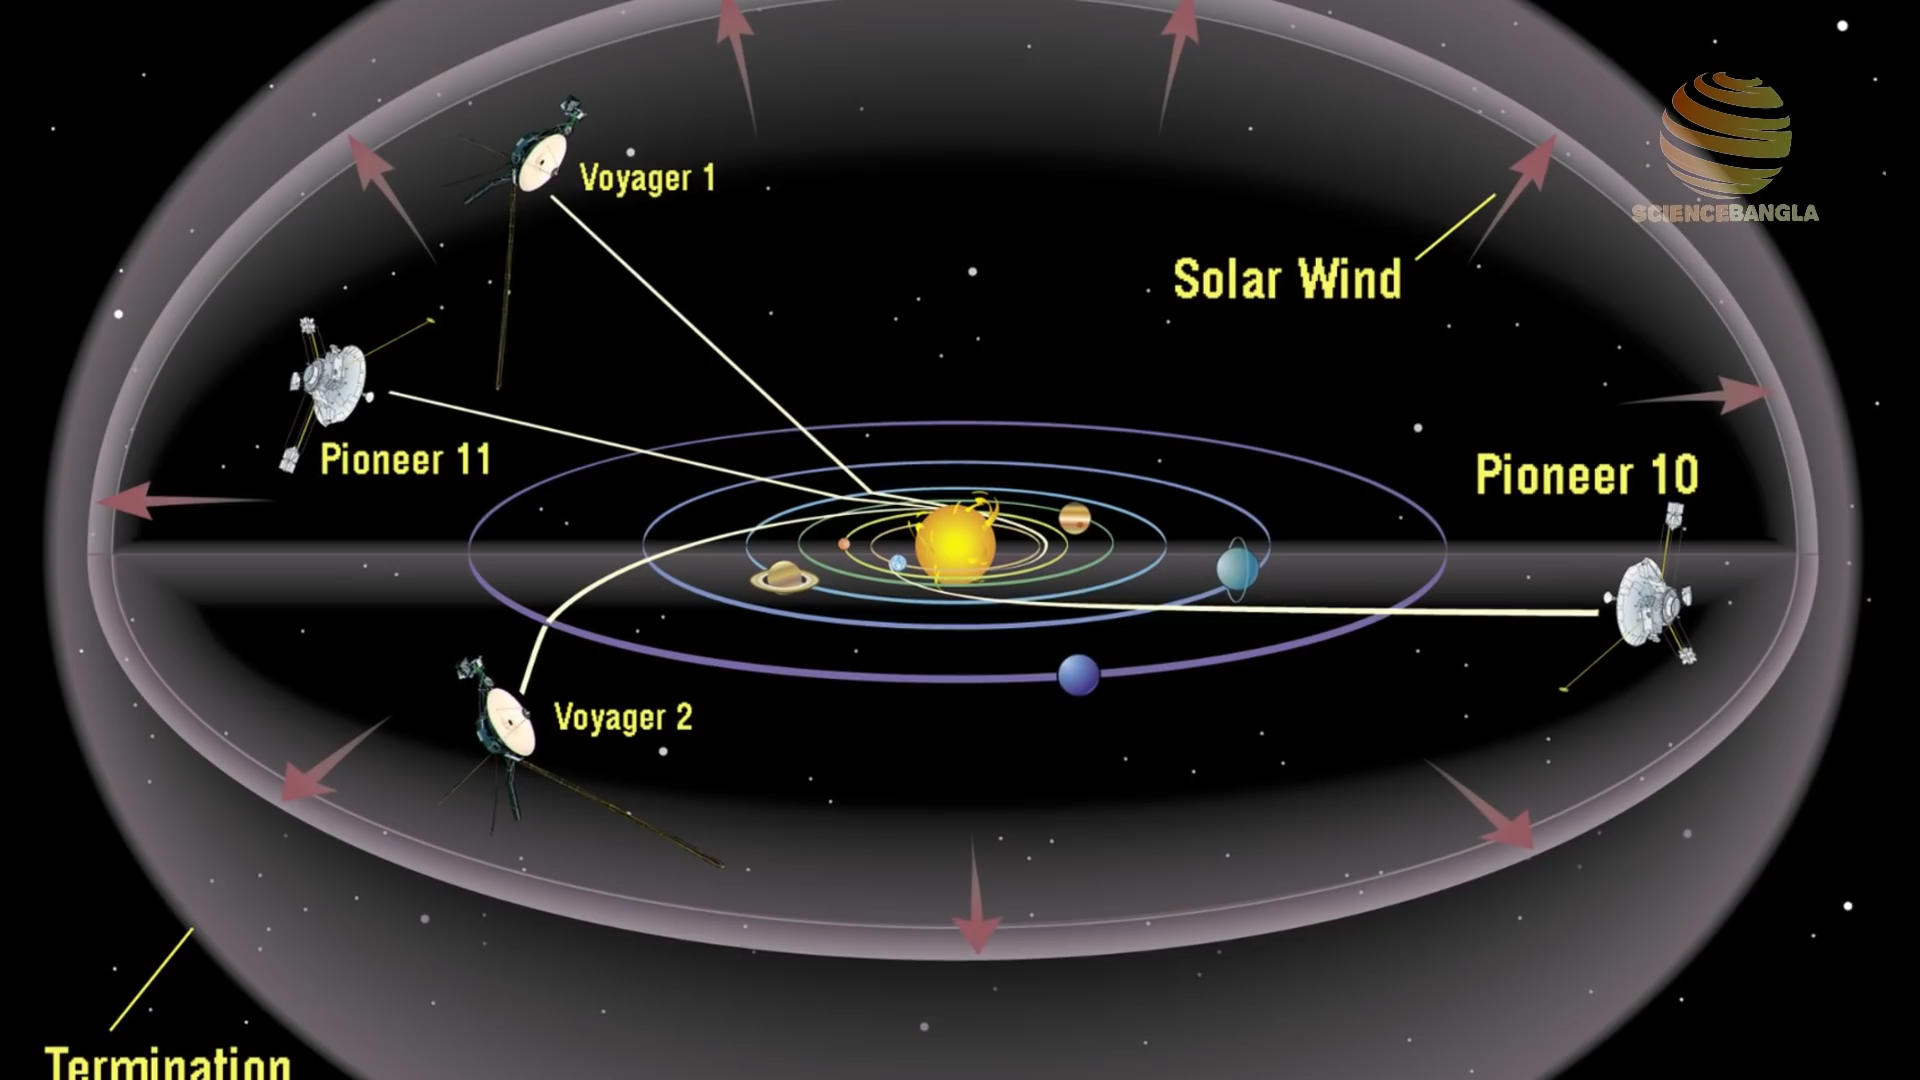 SCIENCEBANGLA
Voyager 1
Solar Wind
Pioneer 11
Pioneer 10
Voyager 2
Termination